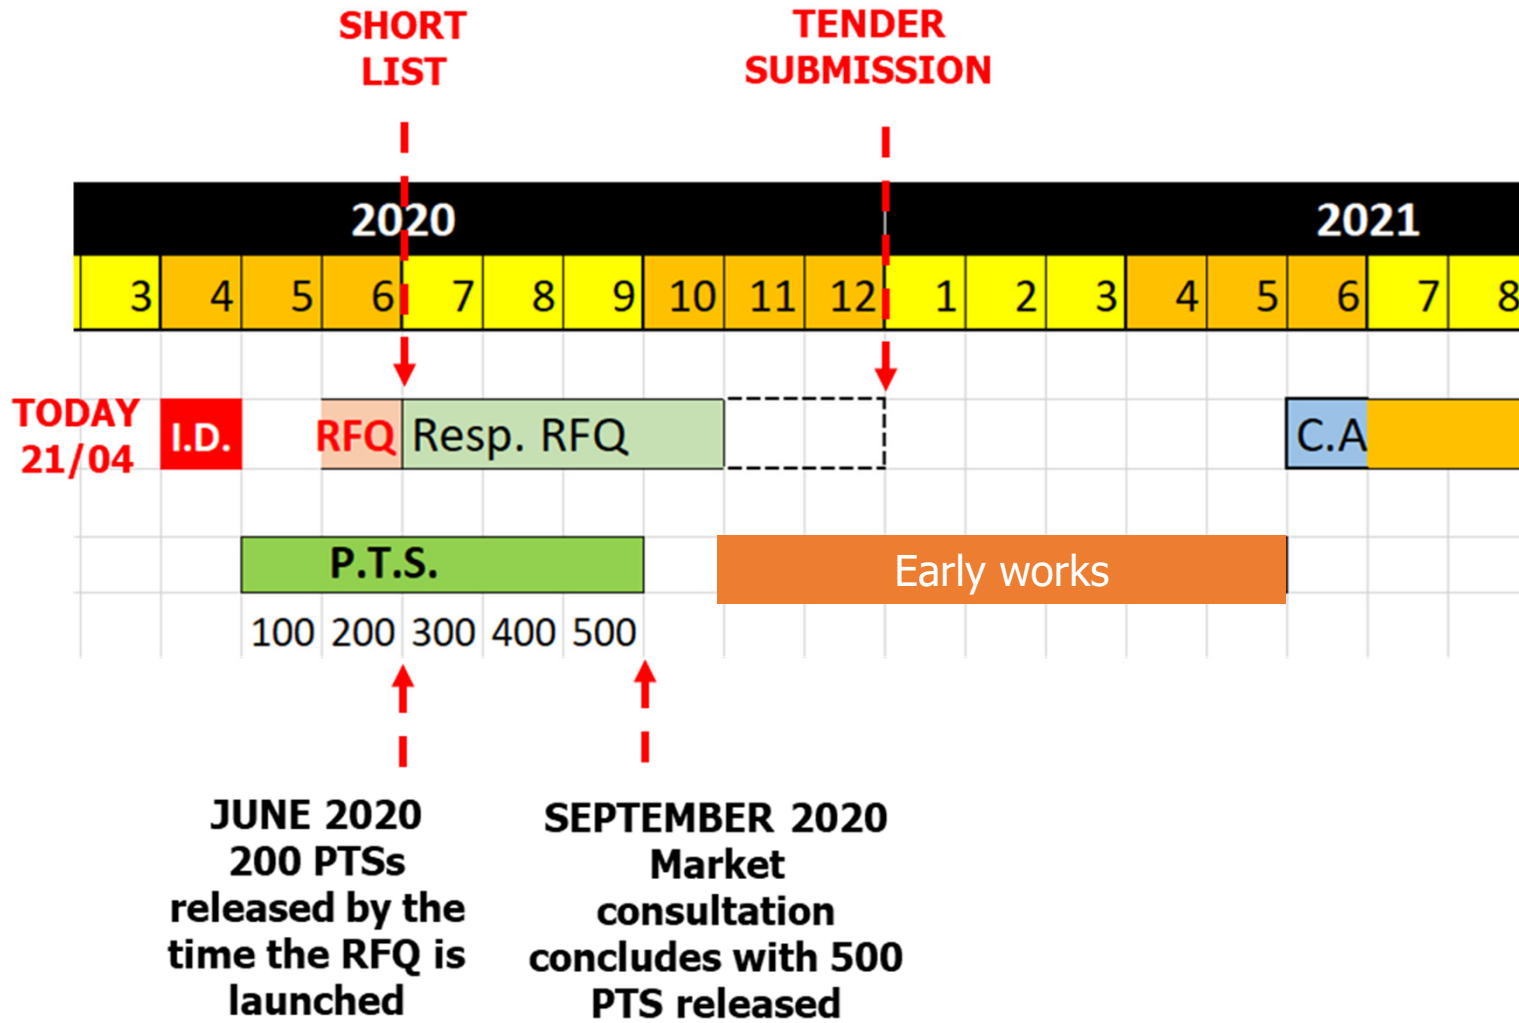 SHORT
LIST
TENDER
SUBMISSION
2020 2021
3 4 5 6 7 8 9 10 11 12 1 2 3 4 5 6 7 8
TODAY
21/04
I.D. RFQ Resp. RFQ C.A
P.T.S. Early works
100 200 300 400 500
JUNE 2020
200 PTSs
released by the
time the RFQ is
launched
SEPTEMBER 2020
Market
consultation
concludes with 500
PTS released